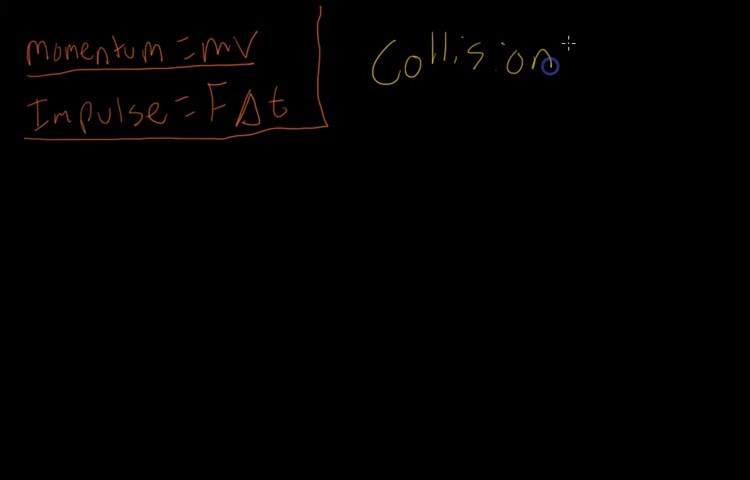 momentum = mv
Impulse = FΔt
Collision